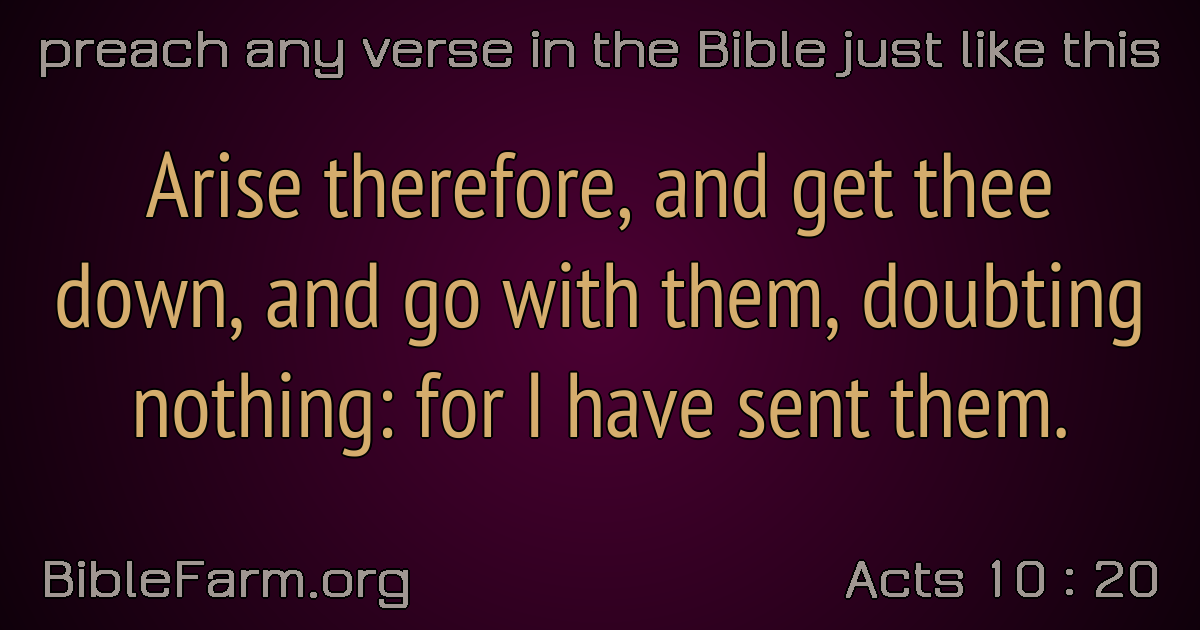 preach any verse in the Bible just like this
Arise therefore, and get thee
down, and go with them, doubting
nothing: for I have sent them.
BibleFarm.org
Acts 10 : 20